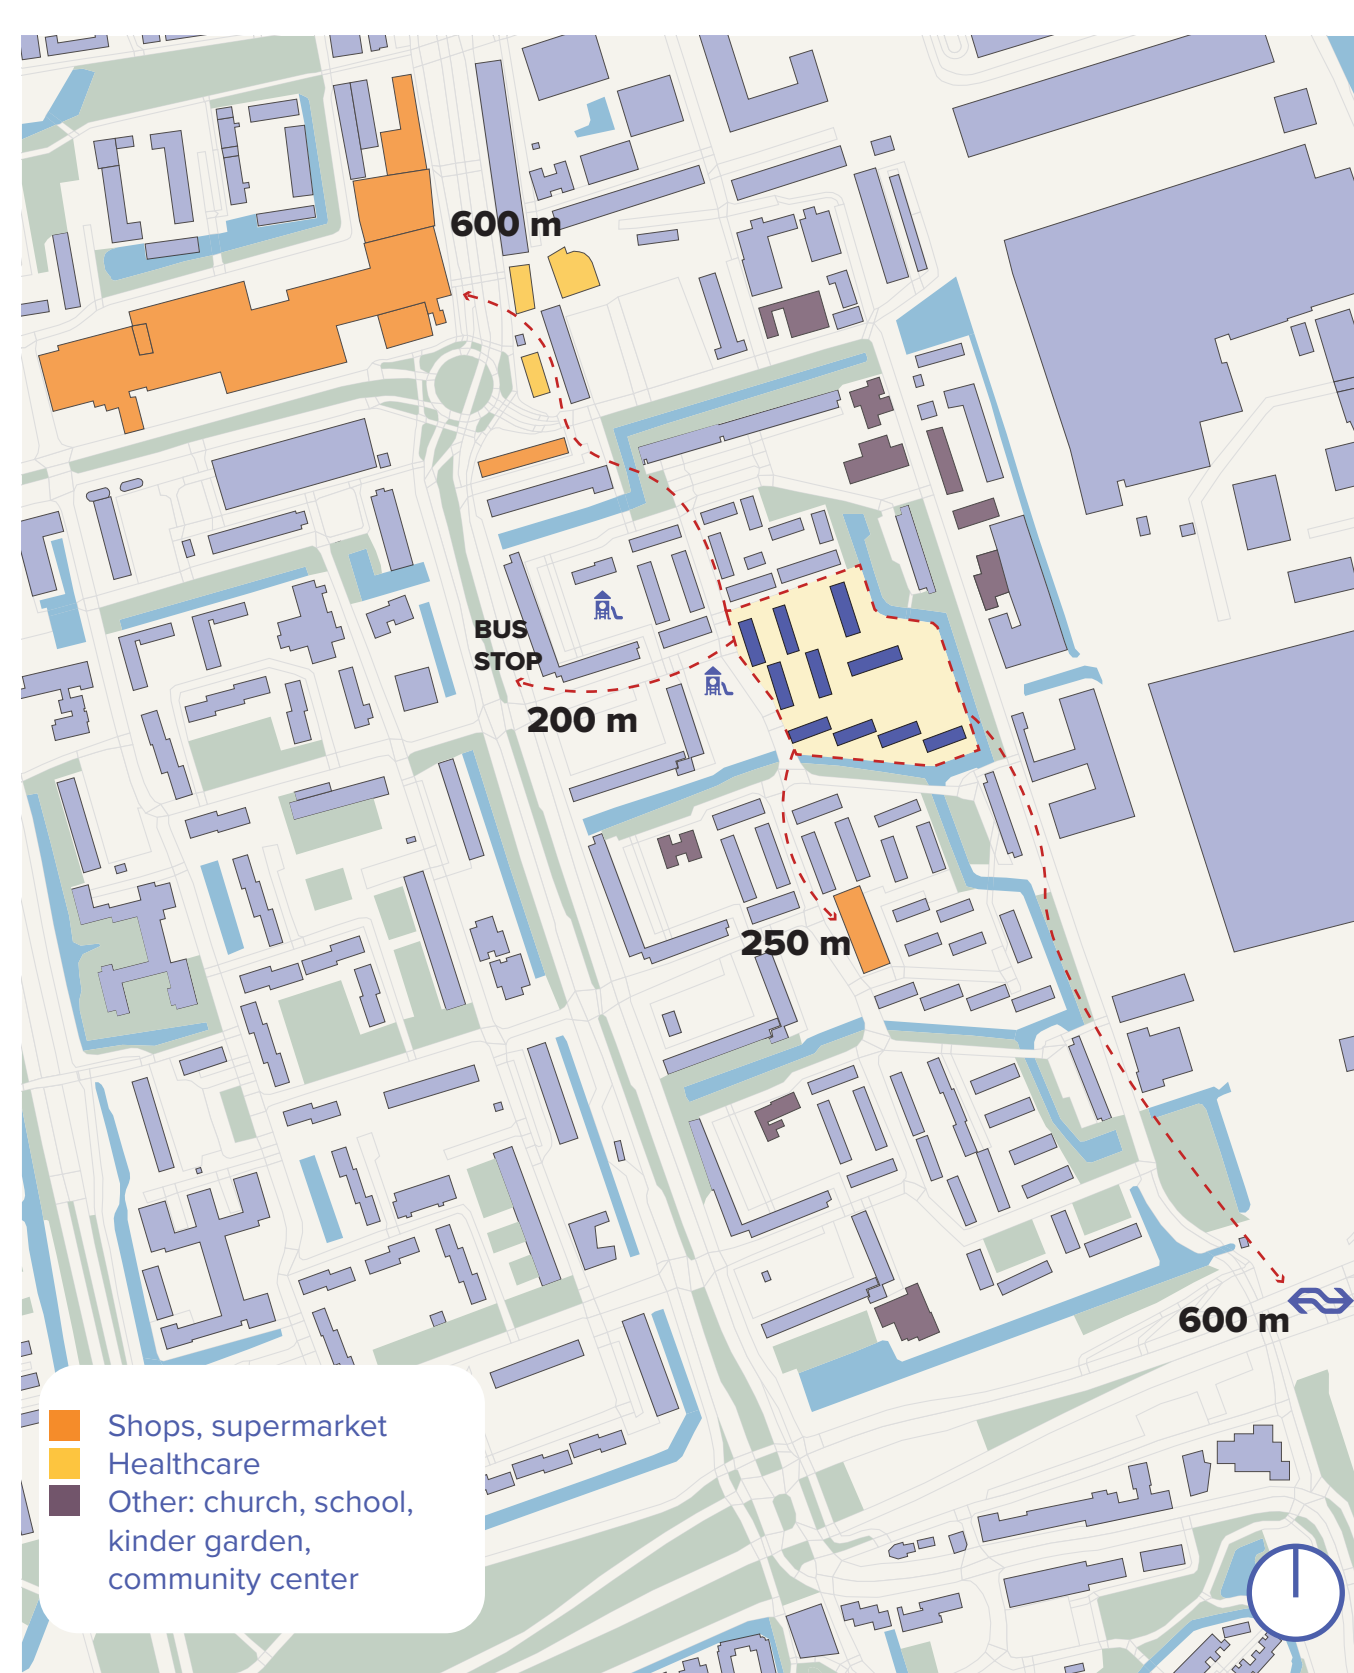 600 m
BUS
STOP
200 m
250 m
600 m
Shops, supermarket
Healthcare
Other: church, school,
kinder garden,
community center